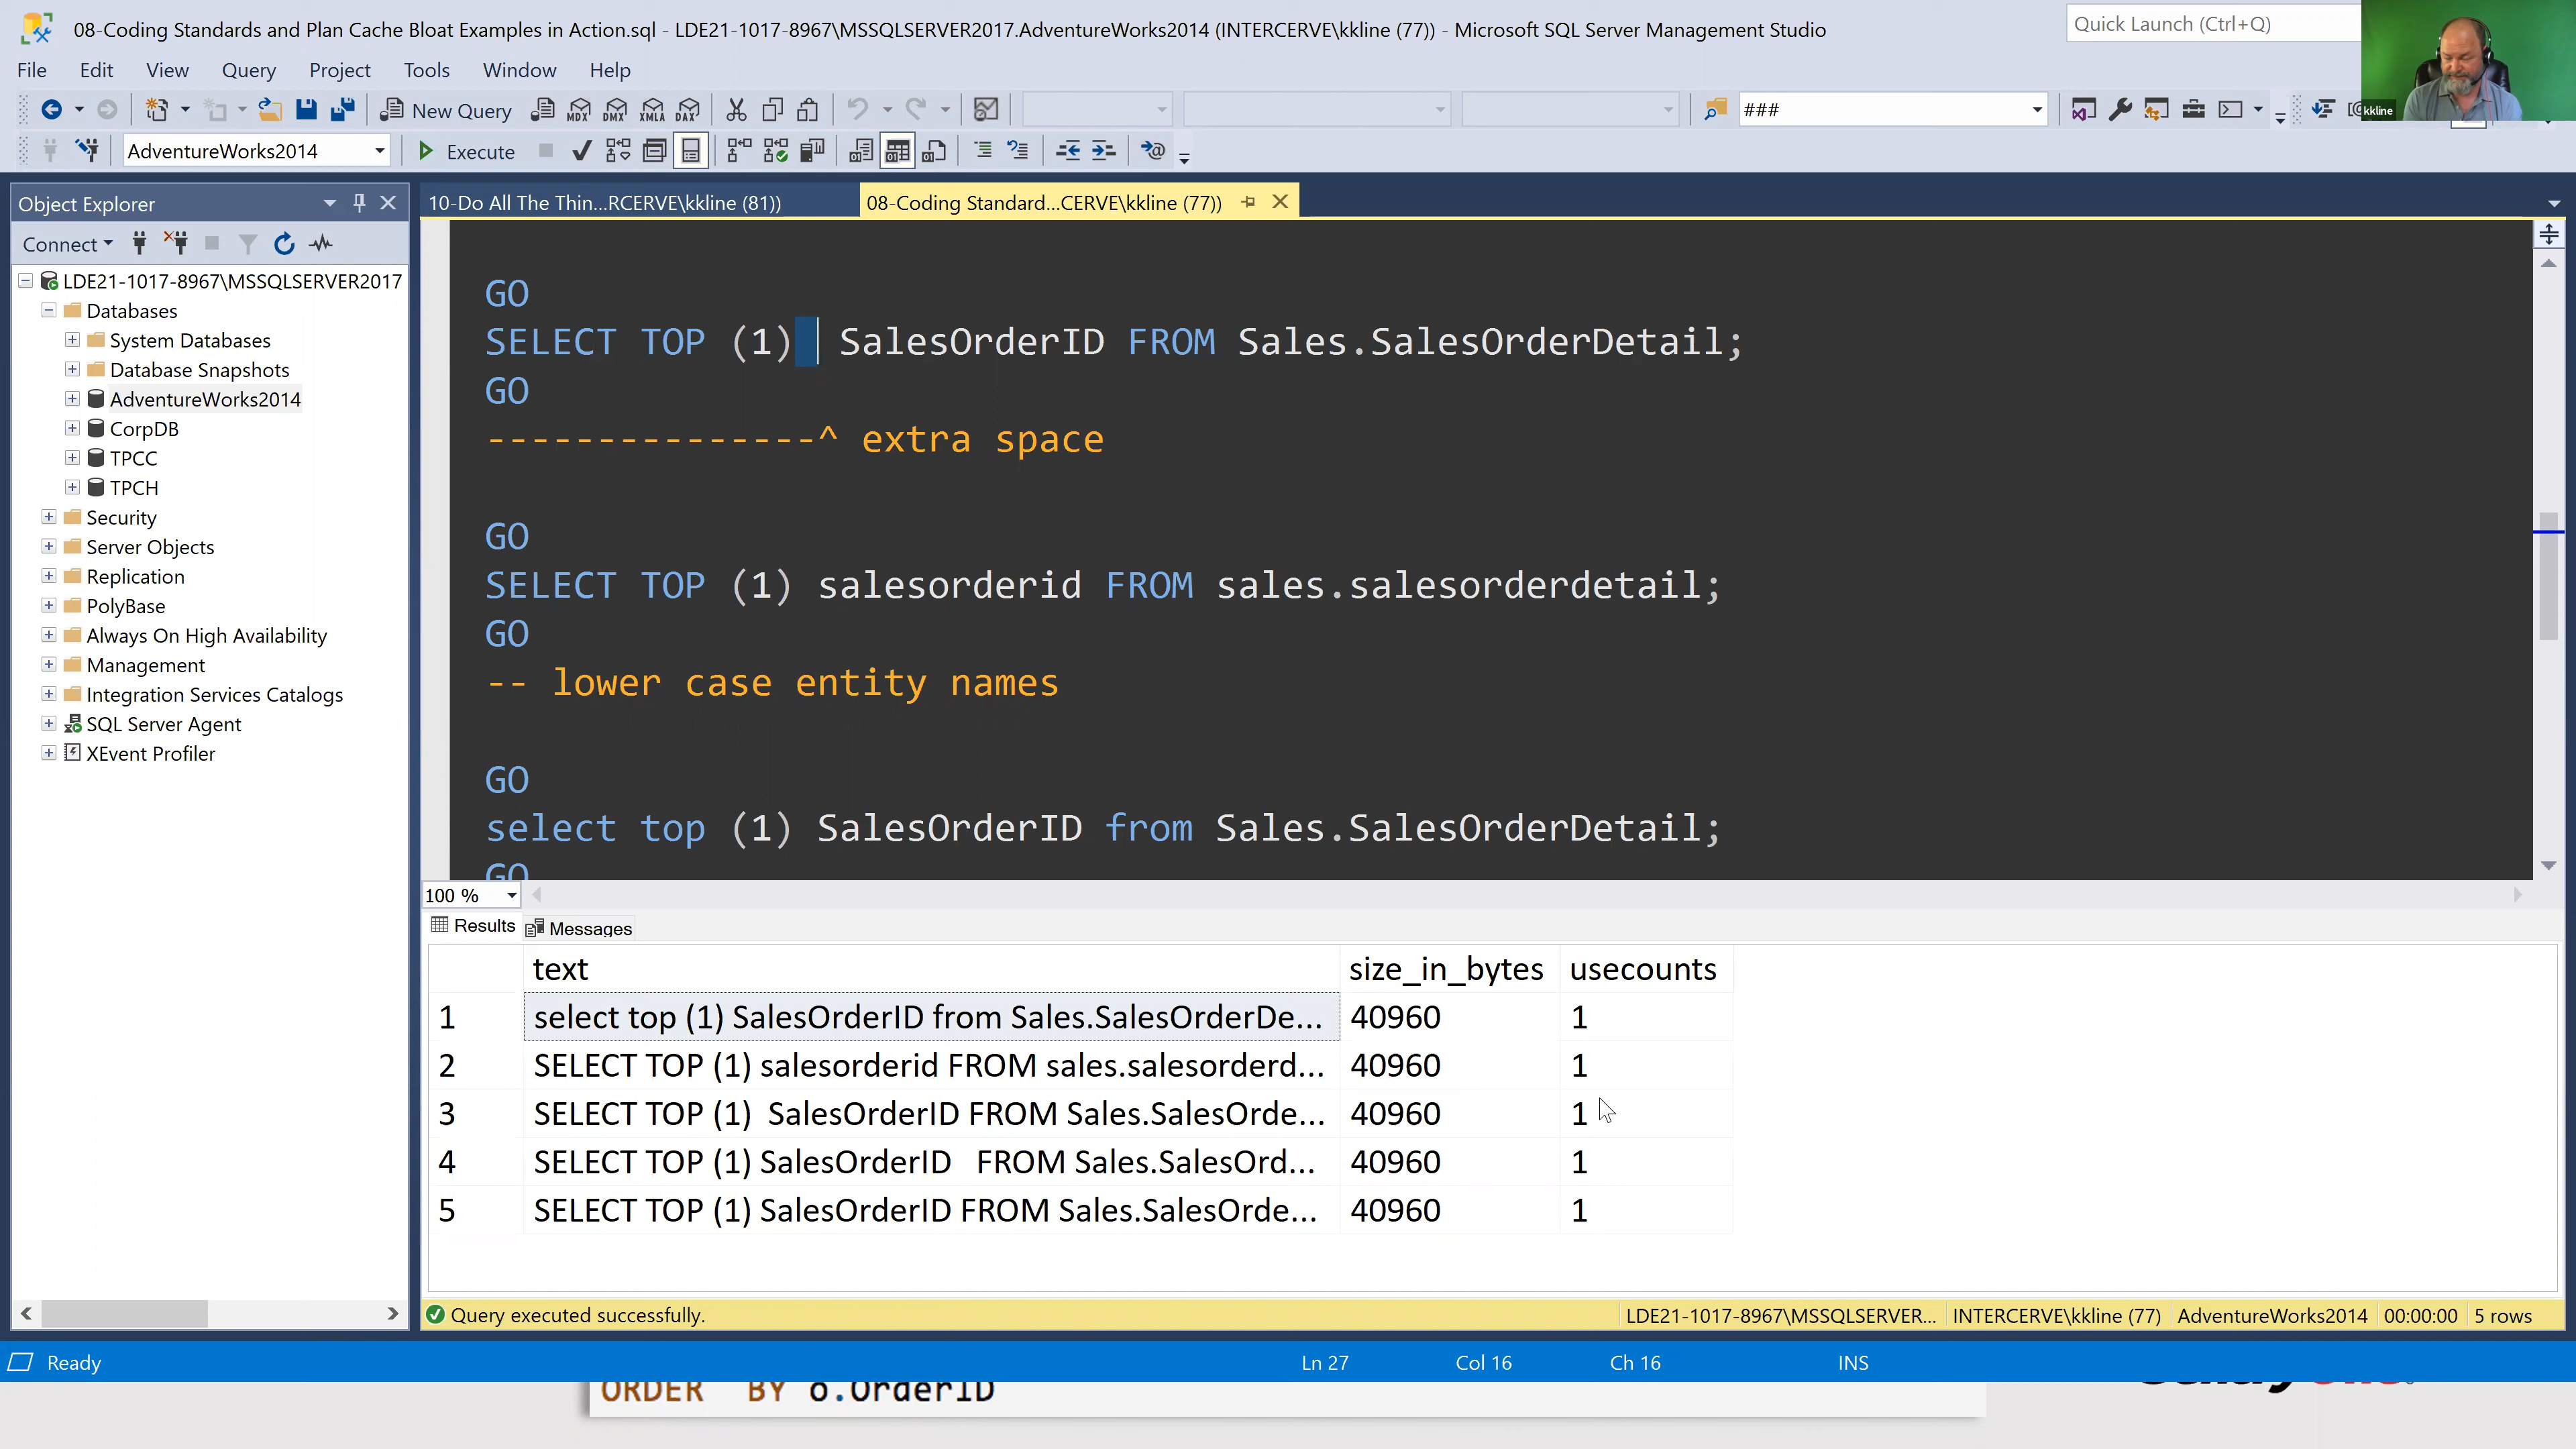 08-Coding Standards and Plan Cache Bloat Examples in Action.sql - LDE21-1017-8967\MSSQLSERVER2017.AdventureWorks2014 (INTERCERVE\kkline (77)) - Microsoft SQL Server Management Studio
Quick Launch (Ctrl+Q)
File Edit View Query Project Tools Window Help
kkline
New Query
MDX DMX XMLA DAX
###
AdventureWorks2014
Execute
Object Explorer
10-Do All The Thin...RCERVE\kkline (81))
08-Coding Standard...CERVE\kkline (77))
Connect
LDE21-1017-8967\MSSQLSERVER2017
Databases
System Databases
Database Snapshots
AdventureWorks2014
CorpDB
TPCC
TPCH
Security
Server Objects
Replication
PolyBase
Always On High Availability
Management
Integration Services Catalogs
SQL Server Agent
XEvent Profiler
GO
SELECT TOP (1)  SalesOrderID FROM Sales.SalesOrderDetail;
GO
---------------^ extra space
GO
SELECT TOP (1) salesorderid FROM sales.salesorderdetail;
GO
-- lower case entity names
GO
select top (1) SalesOrderID from Sales.SalesOrderDetail;
GO
100 %
Results Messages
text size_in_bytes usecounts
1 select top (1) SalesOrderID from Sales.SalesOrderDe... 40960 1
2 SELECT TOP (1) salesorderid FROM sales.salesorderd... 40960 1
3 SELECT TOP (1)  SalesOrderID FROM Sales.SalesOrde... 40960 1
4 SELECT TOP (1) SalesOrderID   FROM Sales.SalesOrd... 40960 1
5 SELECT TOP (1) SalesOrderID FROM Sales.SalesOrde... 40960 1
Query executed successfully.
LDE21-1017-8967\MSSQLSERVER... INTERCERVE\kkline (77) AdventureWorks2014 00:00:00 5 rows
Ready
Ln 27 Col 16 Ch 16 INS
ORDER BY o.OrderID